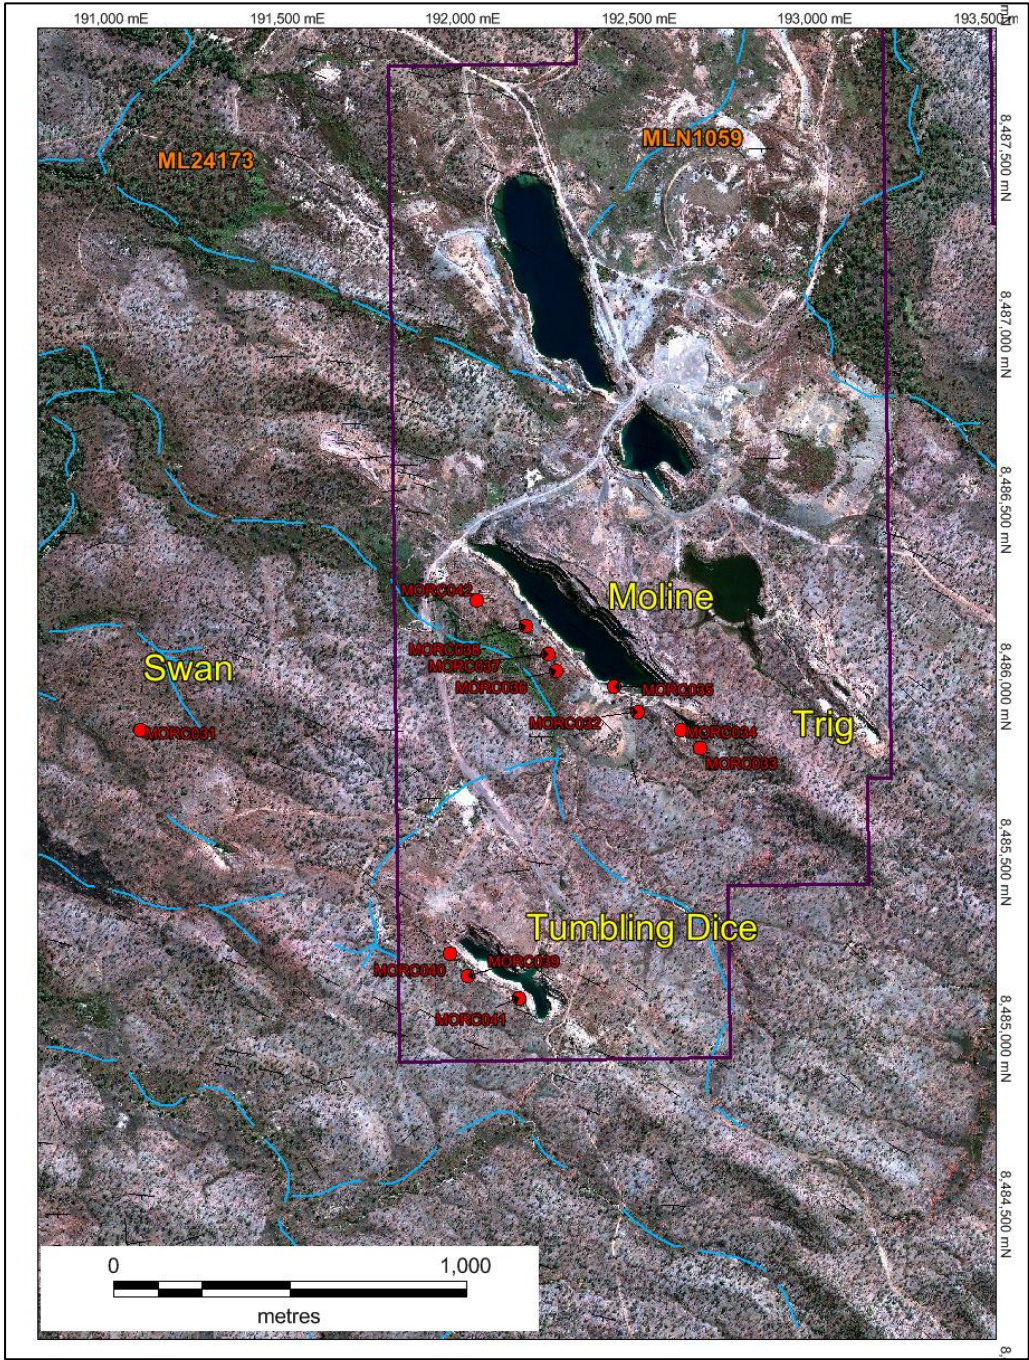 191,000 mE
191,500 mE
192,000 mE
192,500 mE
193,000 mE
193,500 m
mN
8,487,500 mN
8,487,000 mN
8,486,500 mN
8,486,000 mN
8,485,500 mN
8,485,000 mN
8,484,500 mN
8,
ML24173
MLN1059
Moline
Swan
Trig
Tumbling Dice
MORC042
MORC038
MORC037
MORC036
MORC035
MORC032
MORC034
MORC033
MORC031
MORC039
MORC040
MORC041
0
1,000
metres